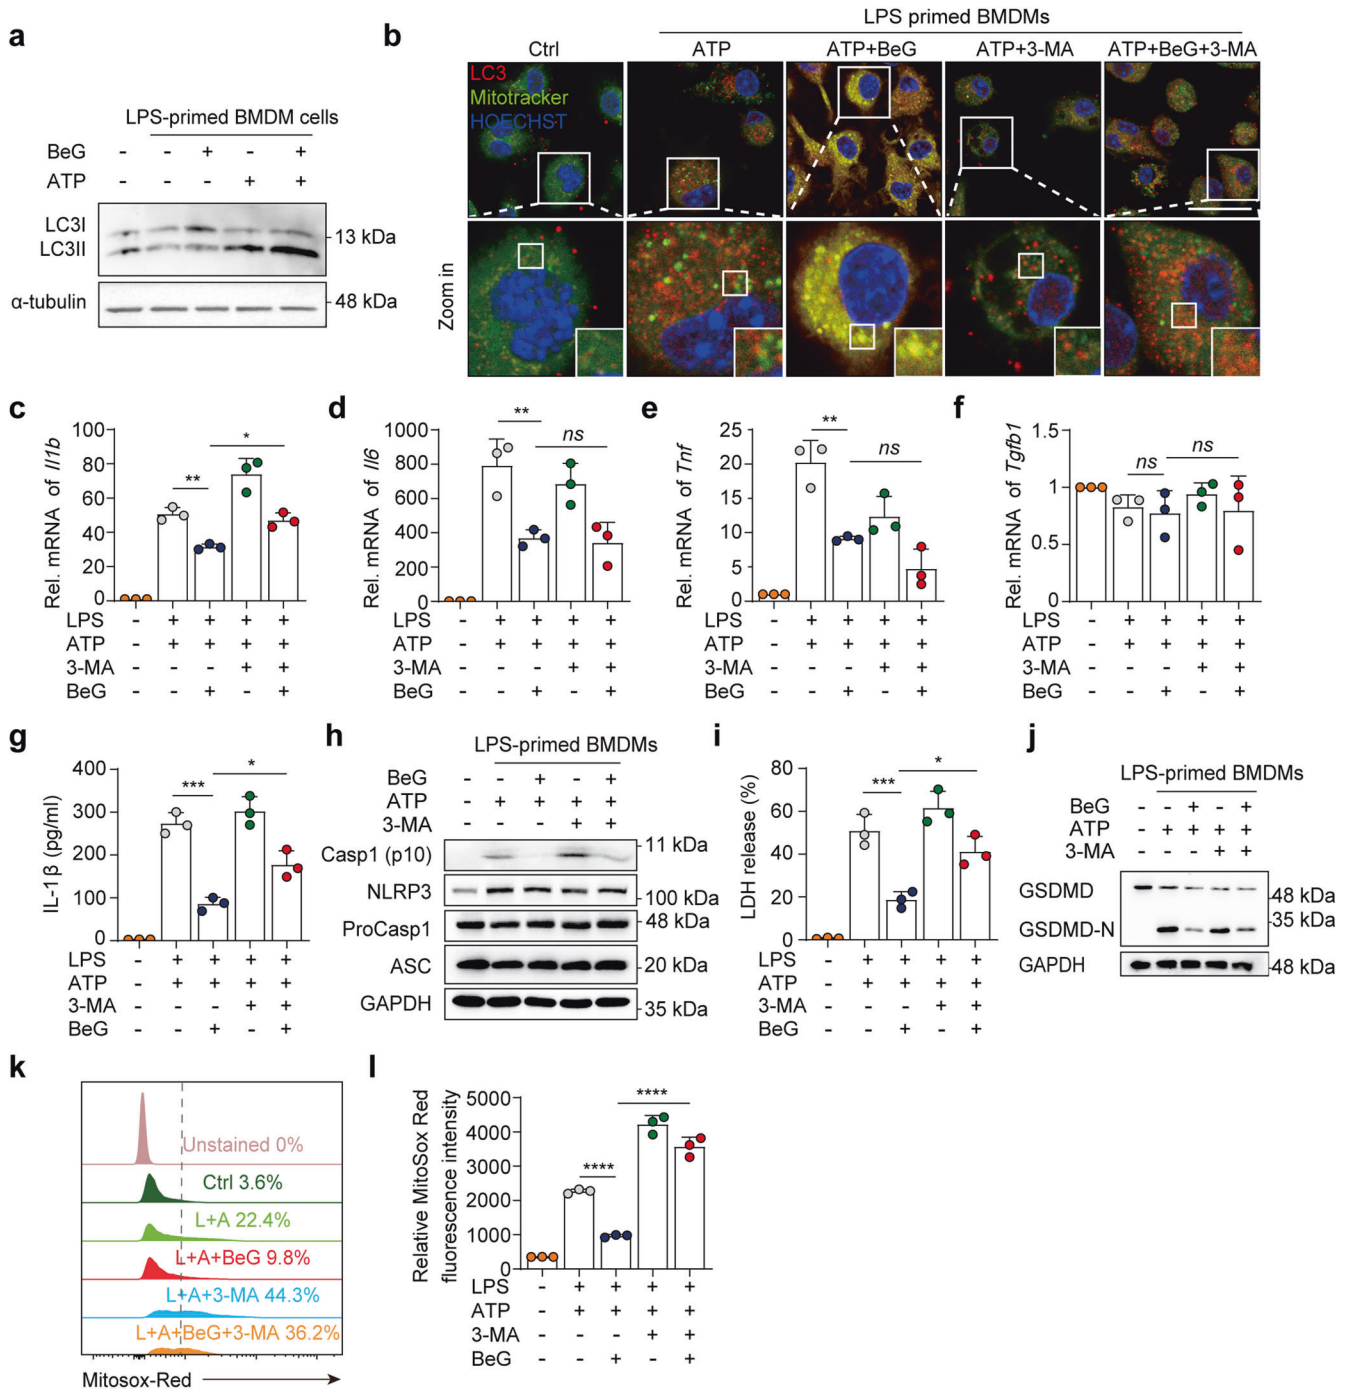 a
LPS-primed BMDM cells
BeG - - + - +
ATP - - - + +
LC3I
LC3II
13 kDa
α-tubulin
48 kDa
b
LPS primed BMDMs
Ctrl ATP ATP+BeG ATP+3-MA ATP+BeG+3-MA
LC3
Mitotracker
HOECHST
Zoom in
c
Rel. mRNA of Il1b
100
80
60
40
20
0
** *
LPS - + + + +
ATP - + + + +
3-MA - - - + +
BeG - - + - +
d
Rel. mRNA of Il6
1000
800
600
400
200
0
** ns
LPS - + + + +
ATP - + + + +
3-MA - - - + +
BeG - - + - +
e
Rel. mRNA of Tnf
25
20
15
10
5
0
** ns
LPS - + + + +
ATP - + + + +
3-MA - - - + +
BeG - - + - +
f
Rel. mRNA of Tgfb1
1.5
1
0.5
0
ns ns
LPS - + + + +
ATP - + + + +
3-MA - - - + +
BeG - - + - +
g
IL-1β (pg/ml)
400
300
200
100
0
*** *
LPS - + + + +
ATP - + + + +
3-MA - - - + +
BeG - - + - +
h
LPS-primed BMDMs
BeG - - + - +
ATP - + + + +
3-MA - - - + +
Casp1 (p10) 11 kDa
NLRP3 100 kDa
ProCasp1 48 kDa
ASC 20 kDa
GAPDH 35 kDa
i
LDH release (%)
80
60
40
20
0
*** *
LPS - + + + +
ATP - + + + +
3-MA - - - + +
BeG - - + - +
j
LPS-primed BMDMs
BeG - - + - +
ATP - + + + +
3-MA - - - + +
GSDMD 48 kDa
35 kDa
GSDMD-N
GAPDH 48 kDa
k
Unstained 0%
Ctrl 3.6%
L+A 22.4%
L+A+BeG 9.8%
L+A+3-MA 44.3%
L+A+BeG+3-MA 36.2%
Mitosox-Red
l
Relative MitoSox Red
fluorescence intensity
5000
4000
3000
2000
1000
0
**** ****
LPS - + + + +
ATP - + + + +
3-MA - - - + +
BeG - - + - +